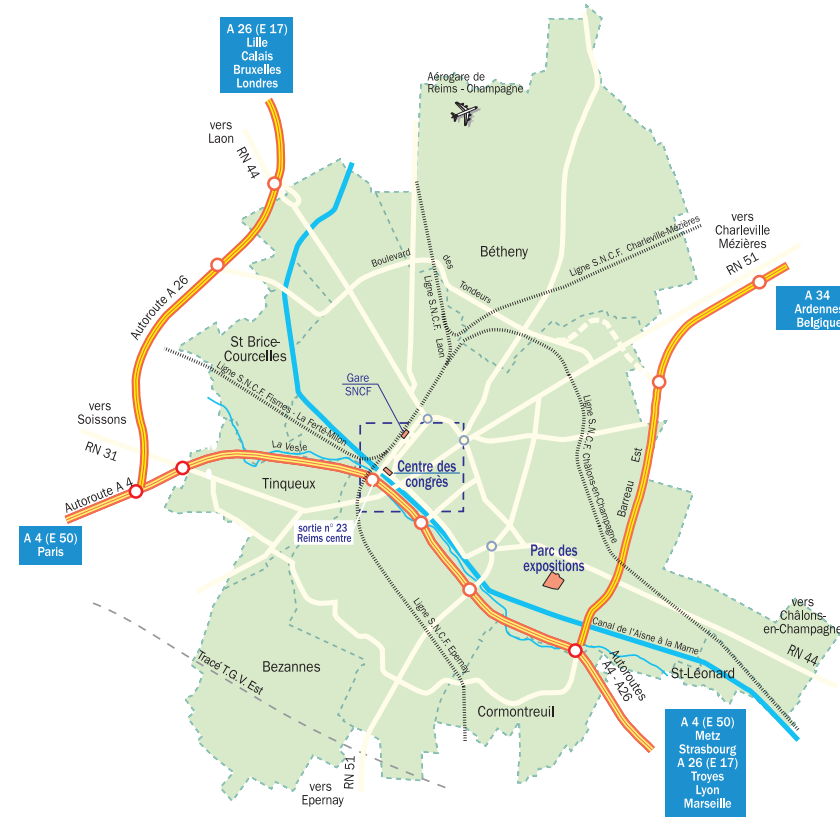 A 26 (E 17)
Lille
Calais
Bruxelles
Londres
Aérogare de
Reims - Champagne
vers
Laon
RN 44
vers
Charleville
Mézières
RN 51
Ligne S.N.C.F. Charleville-Mézières
Bétheny
Boulevard
des
Tondeurs
Ligne S.N.C.F.
Laon
A 34
Ardennes
Belgique
Autoroute A 26
St Brice-
Courcelles
Gare
SNCF
Ligne S.N.C.F Fismes - La Ferté-Milon
vers
Soissons
RN 31
La Vesle
Centre des
congrès
Ligne S.N.C.F. Châlons-en-Champagne
Barreau
Est
Autoroute A 4
Tinqueux
A 4 (E 50)
Paris
sortie n° 23
Reims centre
Parc des
expositions
vers
Châlons-
en-Champagne
RN 44
Canal de l'Aisne à la Marne
Ligne S.N.C.F. Epernay
Tracé T.G.V. Est
Bezannes
Autoroutes
A4 - A26
St-Léonard
Cormontreuil
A 4 (E 50)
Metz
Strasbourg
A 26 (E 17)
Troyes
Lyon
Marseille
RN 51
vers
Epernay